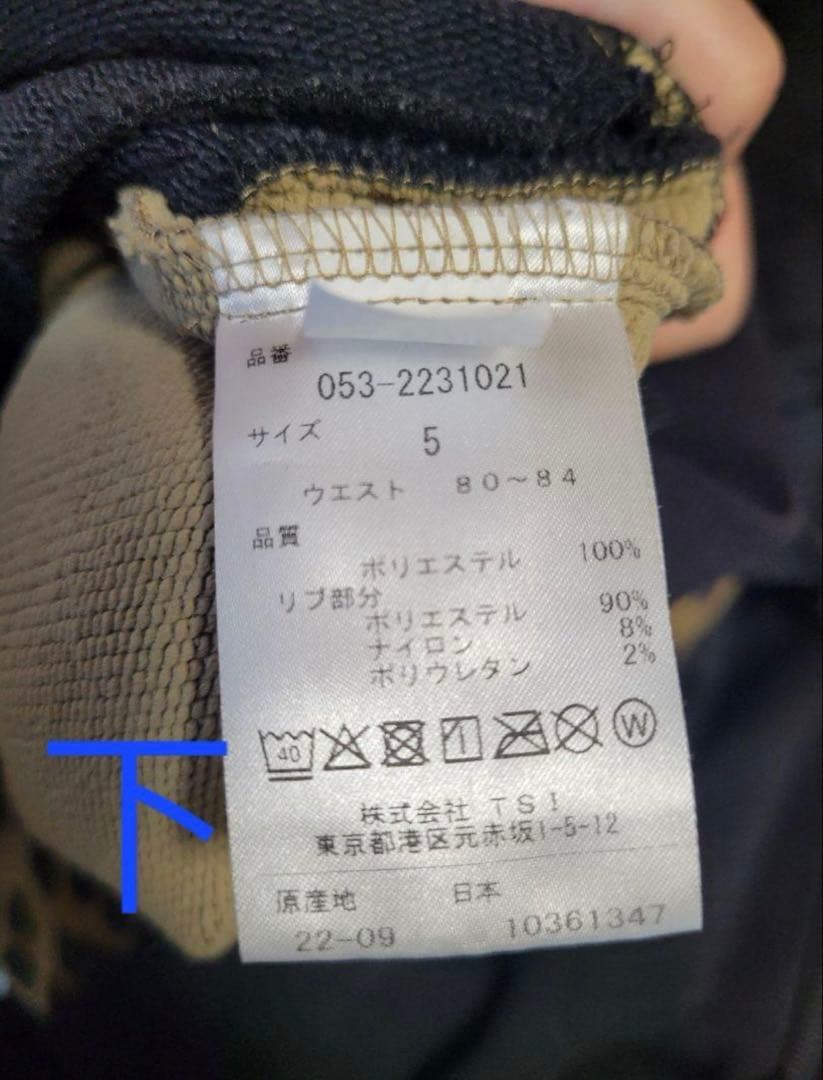 品番
053-2231021
サイズ 5
ウエスト 80～84
品質
ポリエステル 100%
リブ部分
ポリエステル 90%
ナイロン 8%
ポリウレタン 2%
40 W
下
株式会社 TSI
東京都港区元赤坂1-5-12
原産地 日本
22-09 10361347